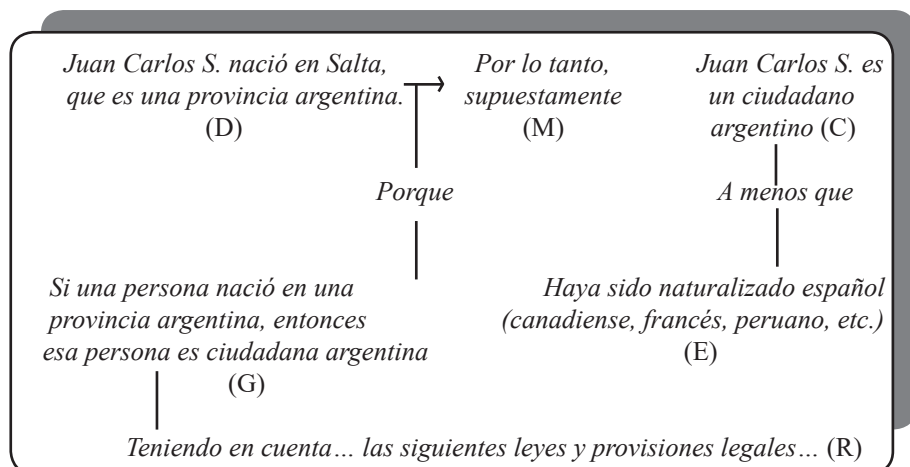 Juan Carlos S. nació en Salta,
que es una provincia argentina.
(D)
Por lo tanto,
supuestamente
(M)
Juan Carlos S. es
un ciudadano
argentino (C)
Porque
A menos que
Si una persona nació en una
provincia argentina, entonces
esa persona es ciudadana argentina
(G)
Haya sido naturalizado español
(canadiense, francés, peruano, etc.)
(E)
Teniendo en cuenta… las siguientes leyes y provisiones legales… (R)